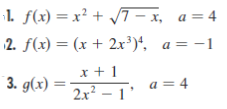 1. f(x) = x² + √(7 − x), a = 4
2. f(x) = (x + 2x³)⁴, a = −1
3. g(x) = (x + 1)/(2x² − 1), a = 4